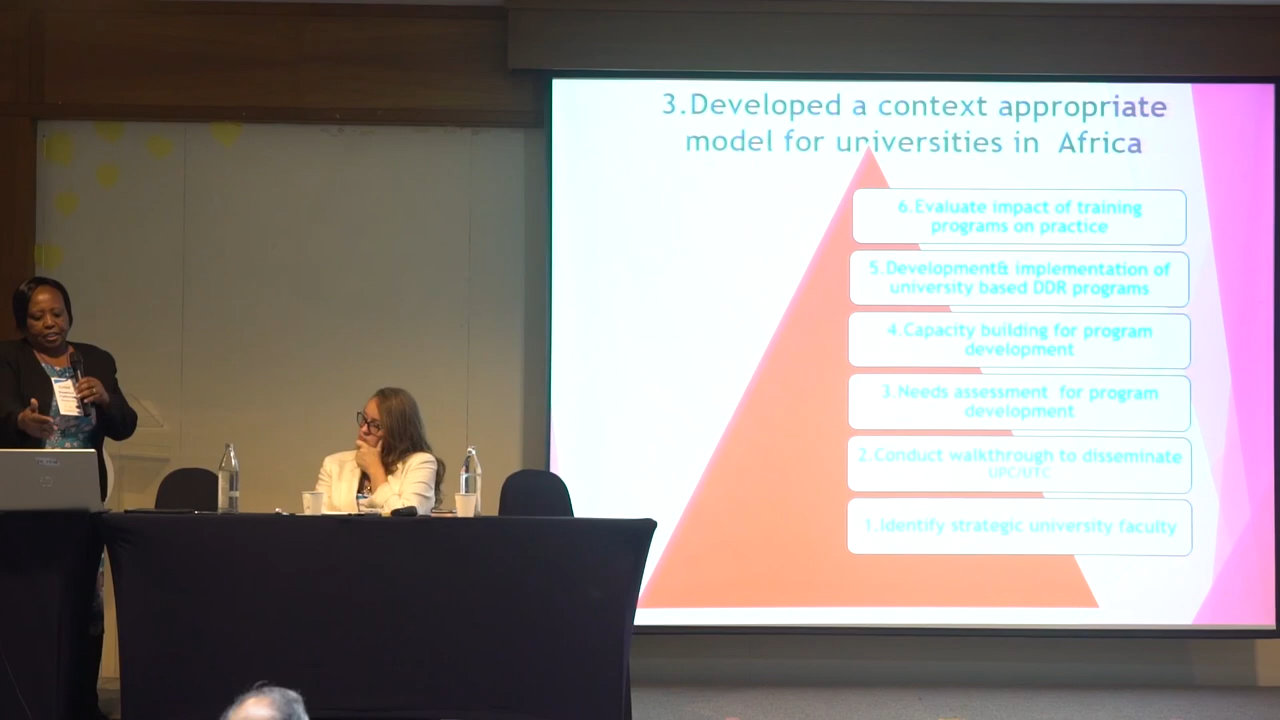 3.Developed a context appropriate
model for universities in Africa
6.Evaluate impact of training
programs on practice
5.Development& implementation of
university based DDR programs
4.Capacity building for program
development
3.Needs assessment for program
development
2.Conduct walkthrough to disseminate
UPC/UTC
1.Identify strategic university faculty